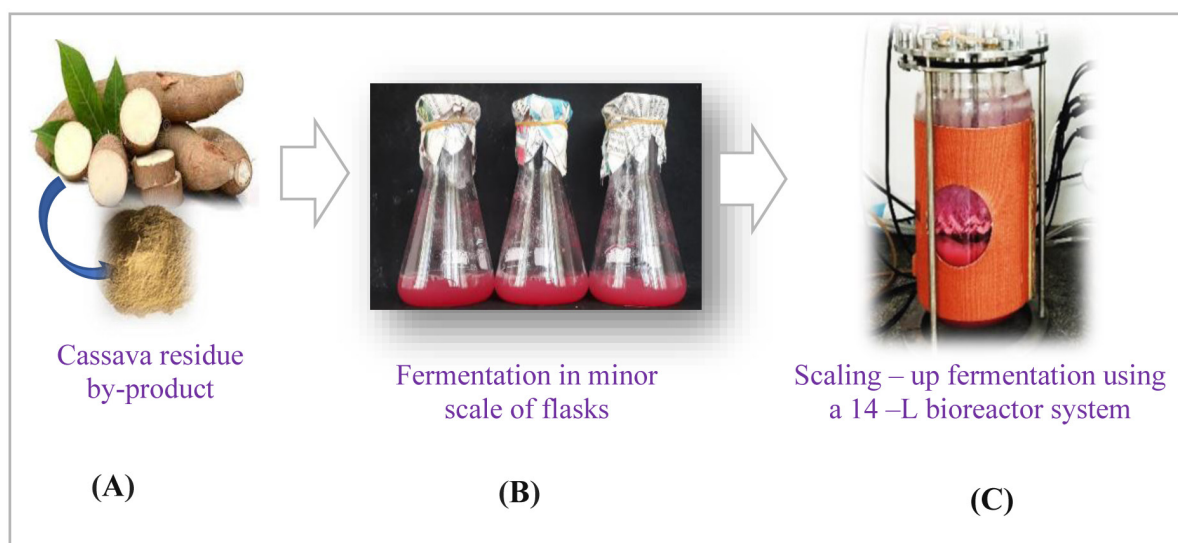 Cassava residue
by-product
Fermentation in minor
scale of flasks
Scaling – up fermentation using
a 14 –L bioreactor system
(A)
(B)
(C)